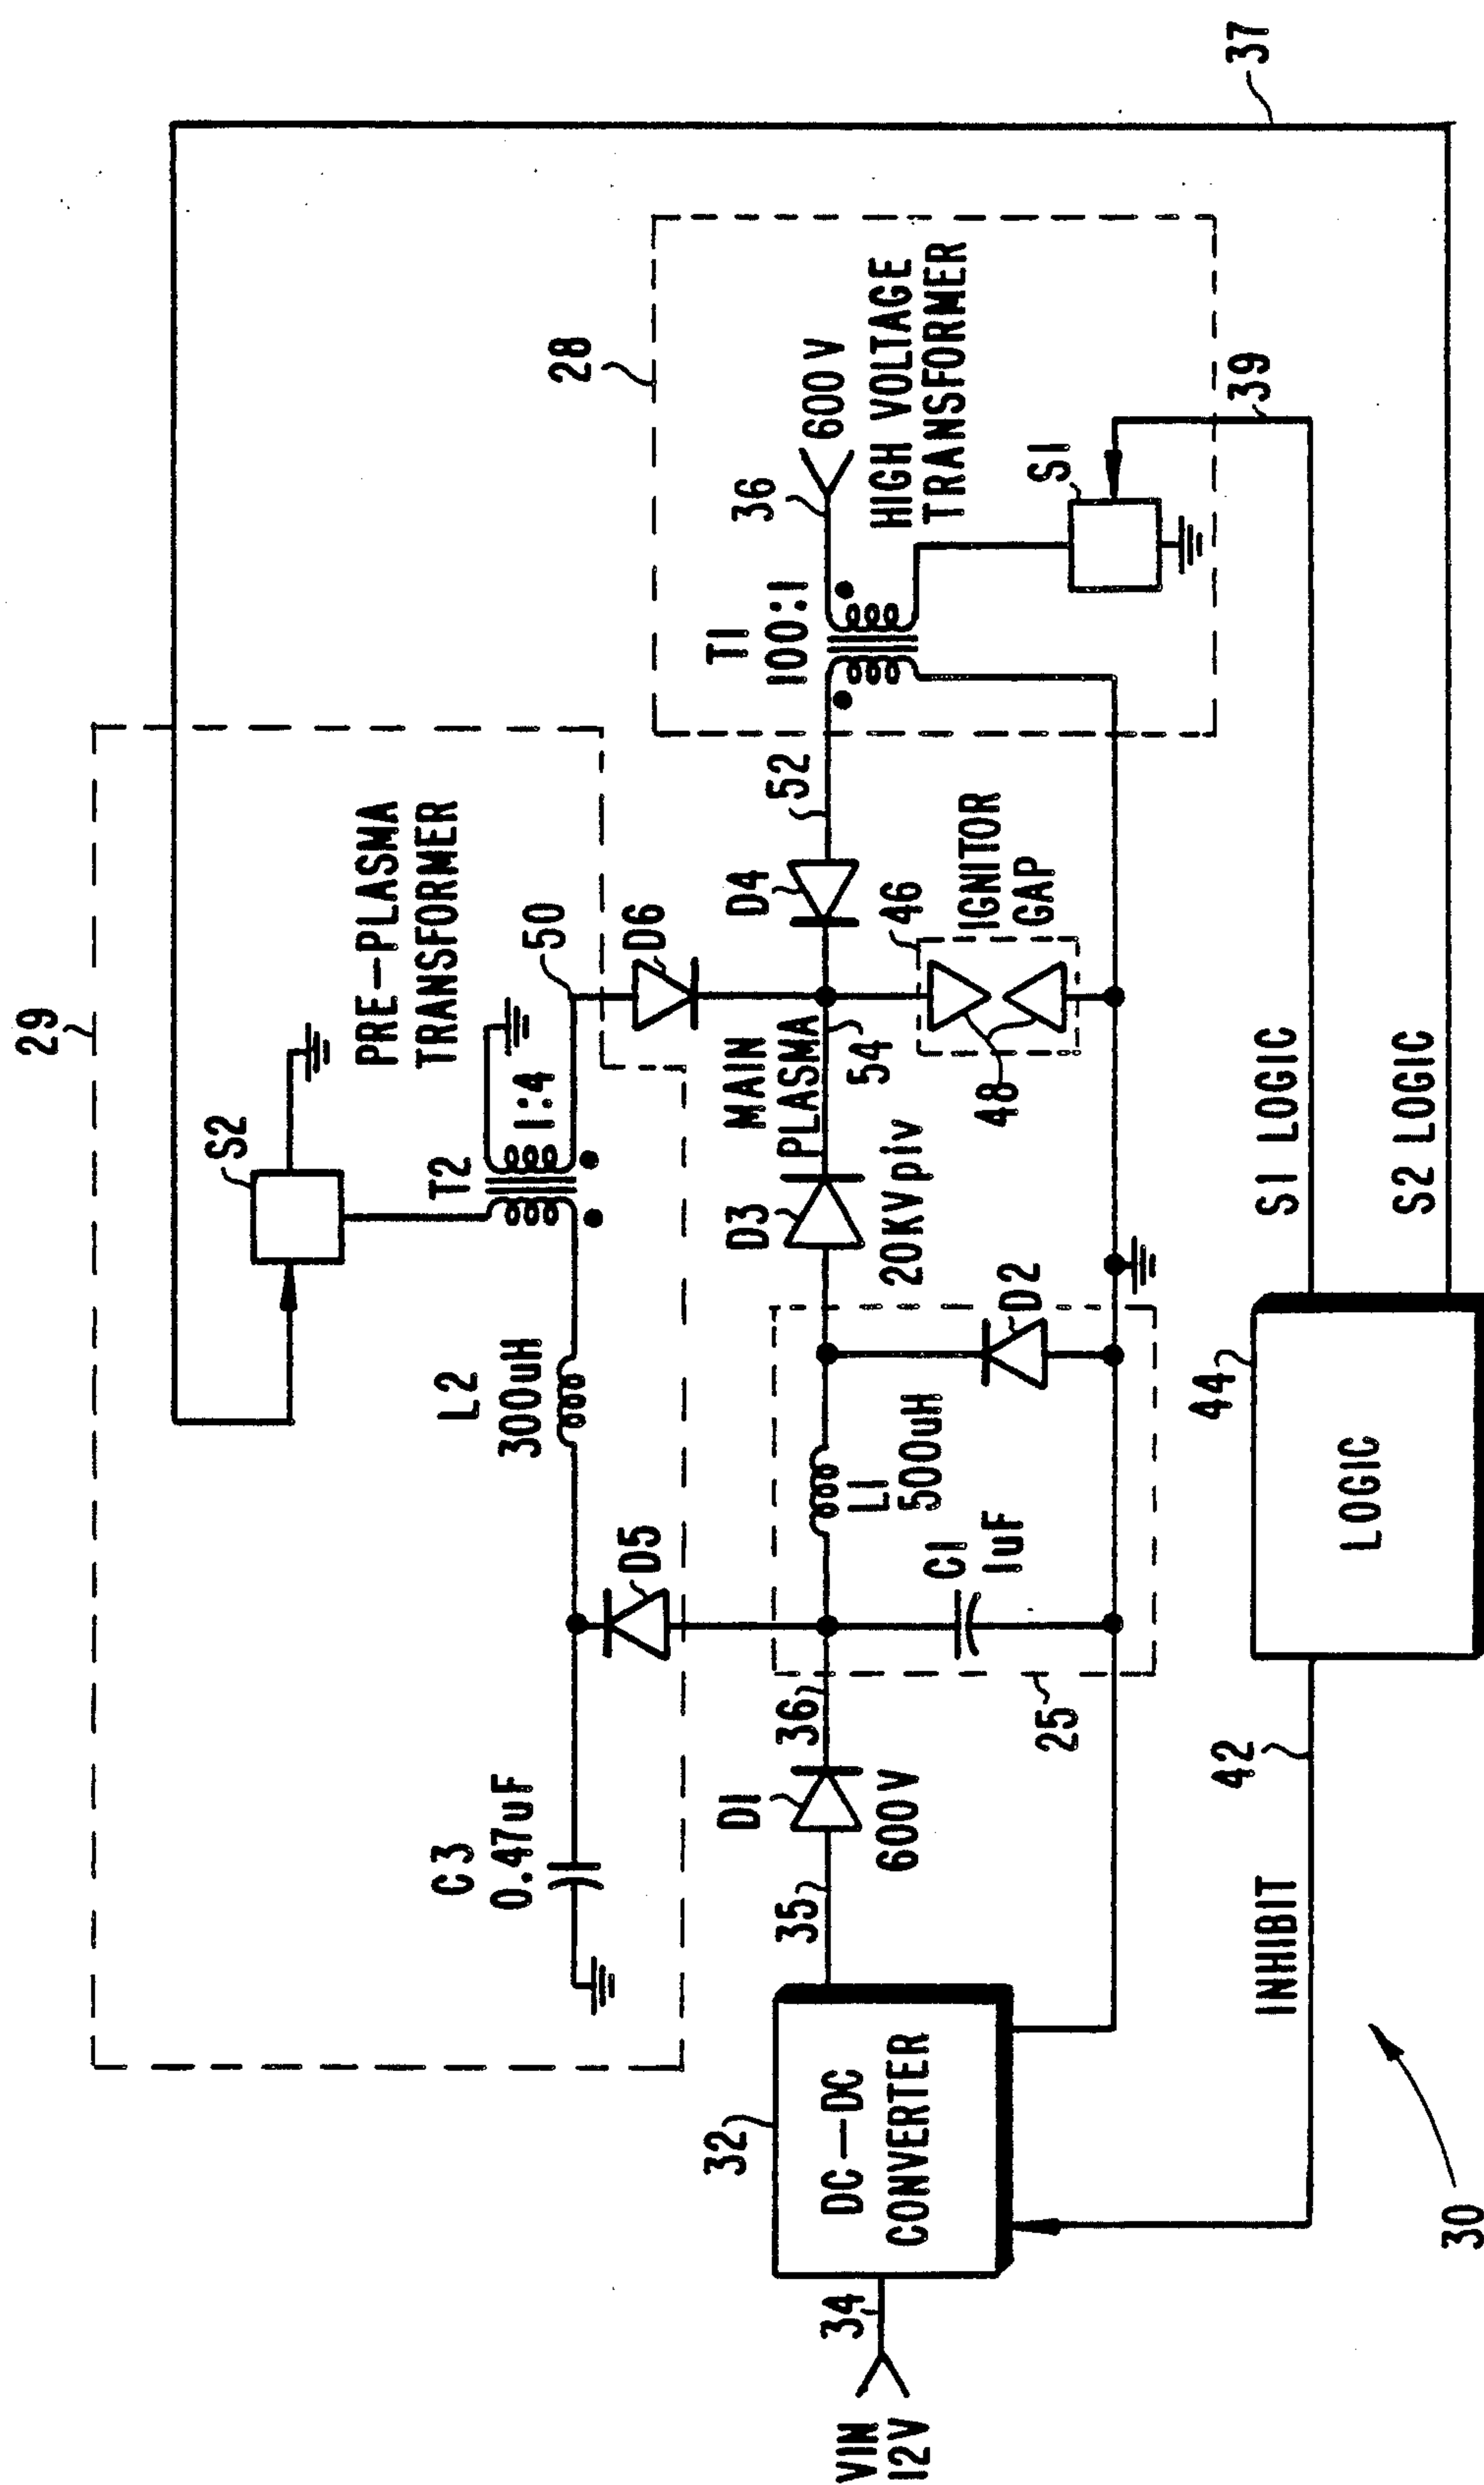 29
PRE-PLASMA
TRANSFORMER
S2
T2
1:4
50
L2
300uH
C3
0.47uF
D5
D6
37
28
600V
36
HIGH VOLTAGE
TRANSFORMER
T1
100:1
S1
39
52
D4
46
IGNITOR
GAP
48
MAIN
PLASMA
54
D3
20KVpiv
D2
L1
500uH
C1
1uF
25
36
D1
600V
35
32
DC-DC
CONVERTER
34
VIN
12V
S1 LOGIC
S2 LOGIC
44
LOGIC
42
INHIBIT
30